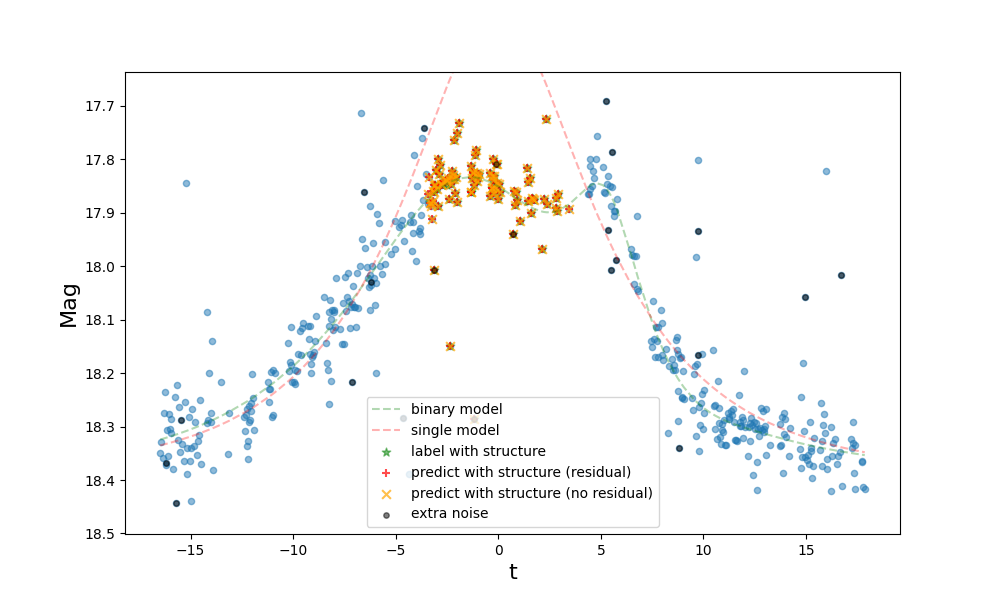 17.7
17.8
17.9
18.0
18.1
18.2
18.3
18.4
18.5
Mag
binary model
single model
label with structure
predict with structure (residual)
predict with structure (no residual)
extra noise
−15 −10 −5 0 5 10 15
t